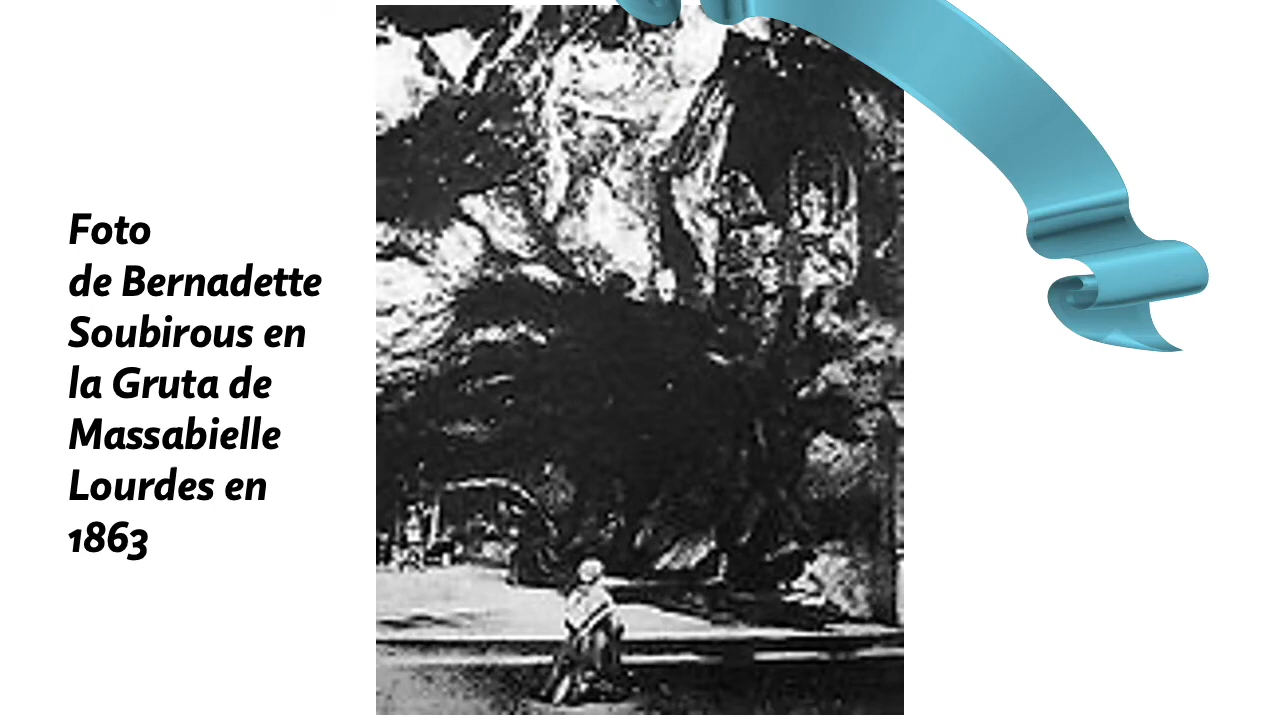 Foto
de Bernadette
Soubirous en
la Gruta de
Massabielle
Lourdes en
1863